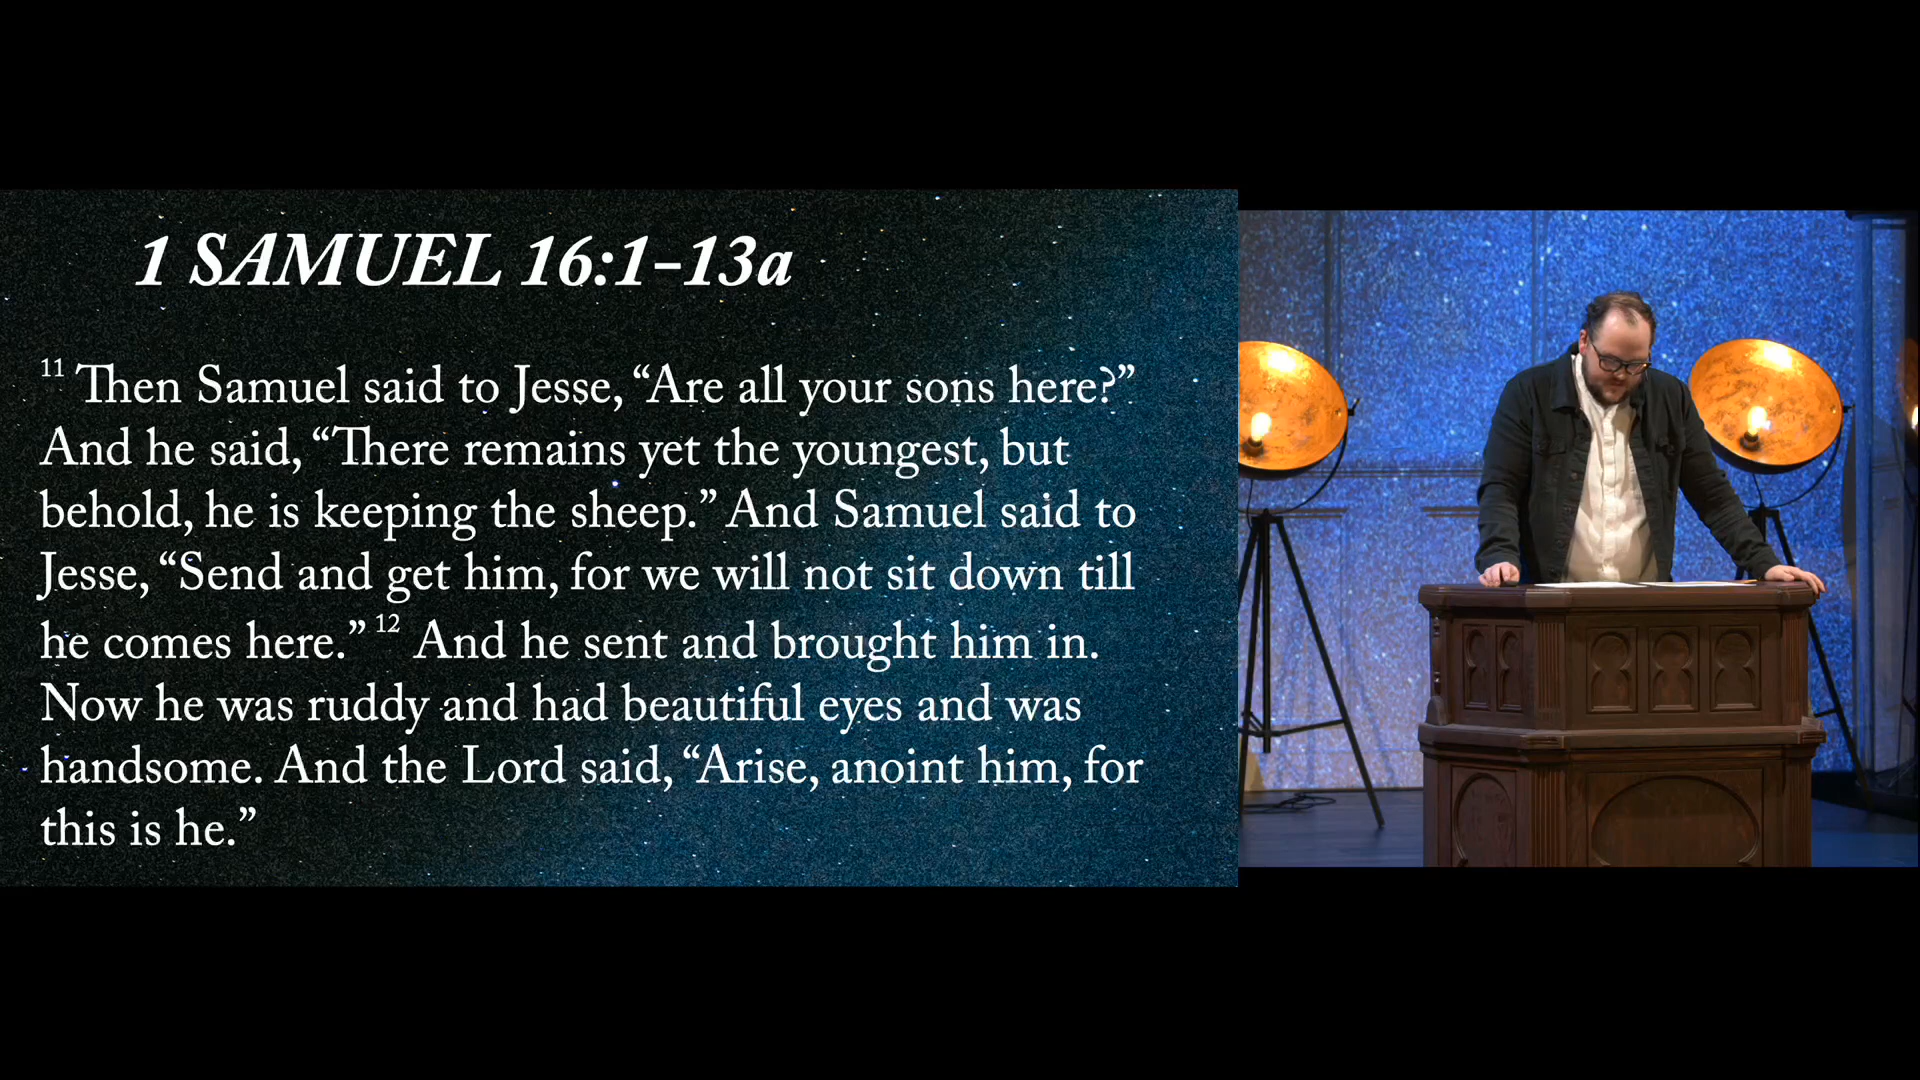 1 SAMUEL 16:1–13a
11 Then Samuel said to Jesse, “Are all your sons here?”
And he said, “There remains yet the youngest, but
behold, he is keeping the sheep.” And Samuel said to
Jesse, “Send and get him, for we will not sit down till
he comes here.” 12 And he sent and brought him in.
Now he was ruddy and had beautiful eyes and was
handsome. And the Lord said, “Arise, anoint him, for
this is he.”